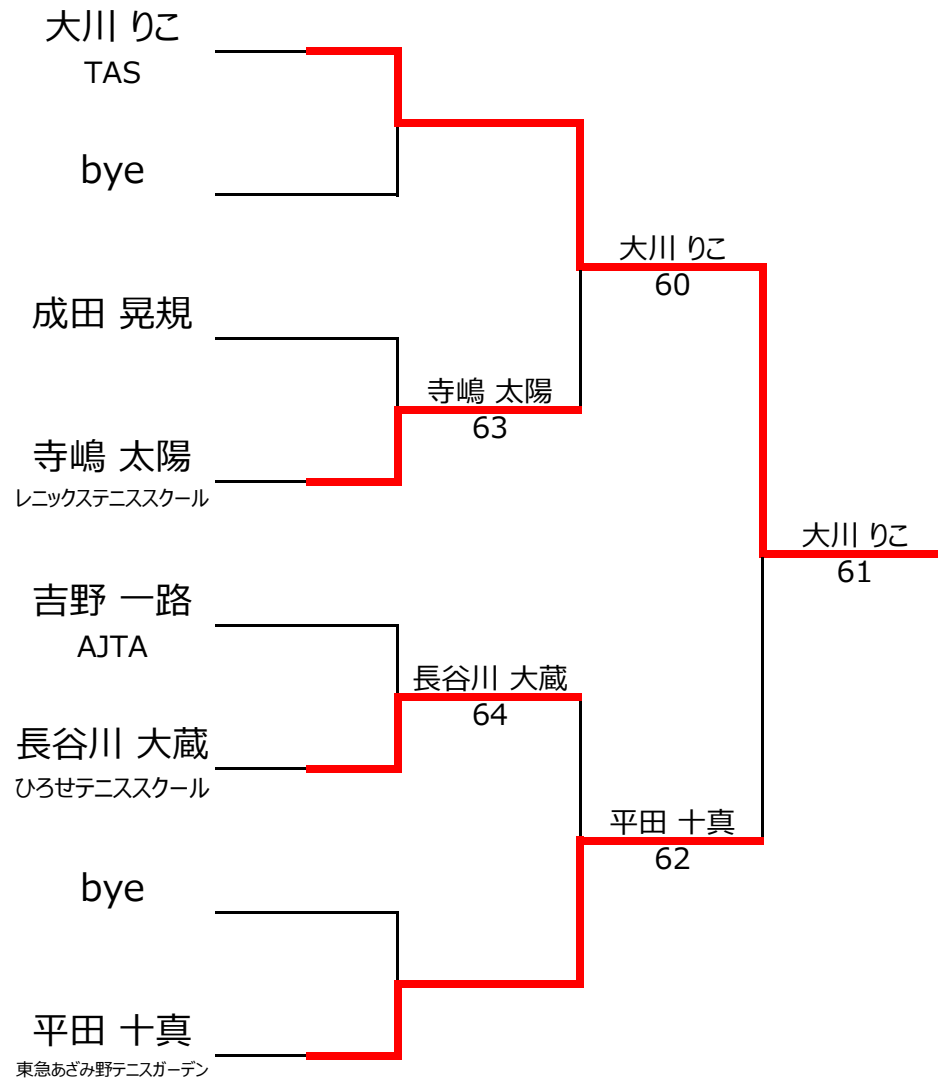 大川 りこ
TAS
bye
成田 晃規
寺嶋 太陽
レニックステニススクール
吉野 一路
AJTA
長谷川 大蔵
ひろせテニススクール
bye
平田 十真
東急あざみ野テニスガーデン
寺嶋 太陽
63
長谷川 大蔵
64
大川 りこ
60
平田 十真
62
大川 りこ
61